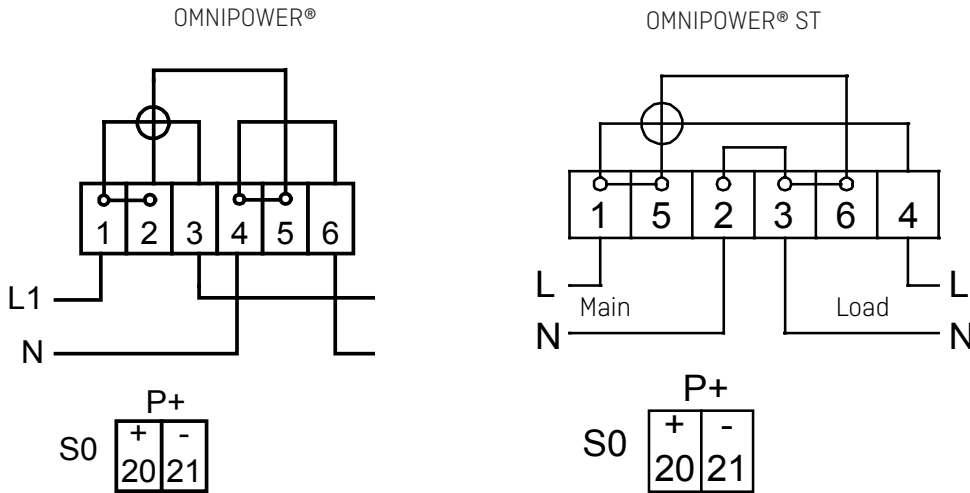 OMNIPOWER®
1 2 3 4 5 6
L1
N
P+
S0
+ -
20 21
OMNIPOWER® ST
1 5 2 3 6 4
L Main Load L
N N
P+
S0
+ -
20 21